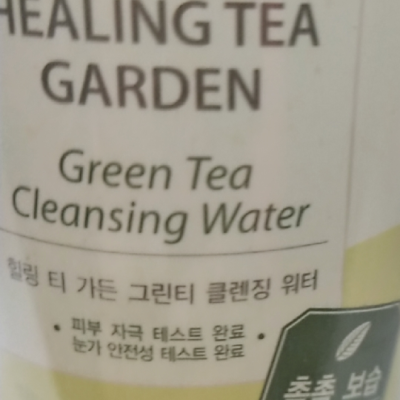 HEALING TEA
GARDEN
Green Tea
Cleansing Water
힐링 티 가든 그린티 클렌징 워터
• 피부 자극 테스트 완료 •
눈가 안전성 테스트 완료
촉촉 보습